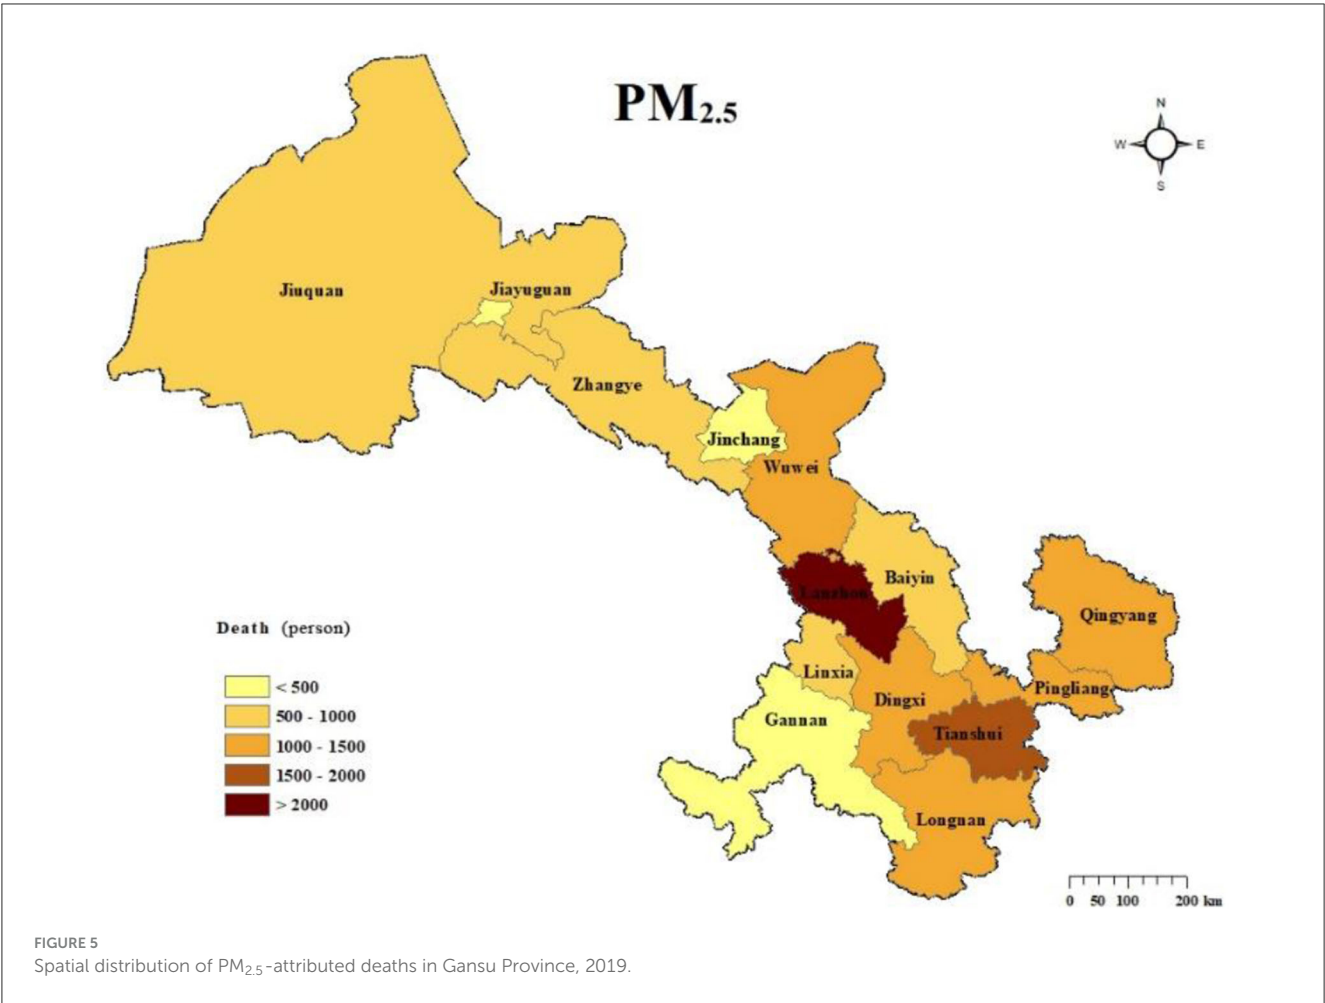 PM2.5
N
W E
S
Jiuquan
Jiayuguan
Zhangye
Jinchang
Wuwei
Baiyin
Lanzhou
Qingyang
Linxia
Pingliang
Dingxi
Gannan
Tianshui
Longnan
Death (person)
< 500
500 - 1000
1000 - 1500
1500 - 2000
> 2000
0 50 100 200 km
FIGURE 5
Spatial distribution of PM2.5-attributed deaths in Gansu Province, 2019.